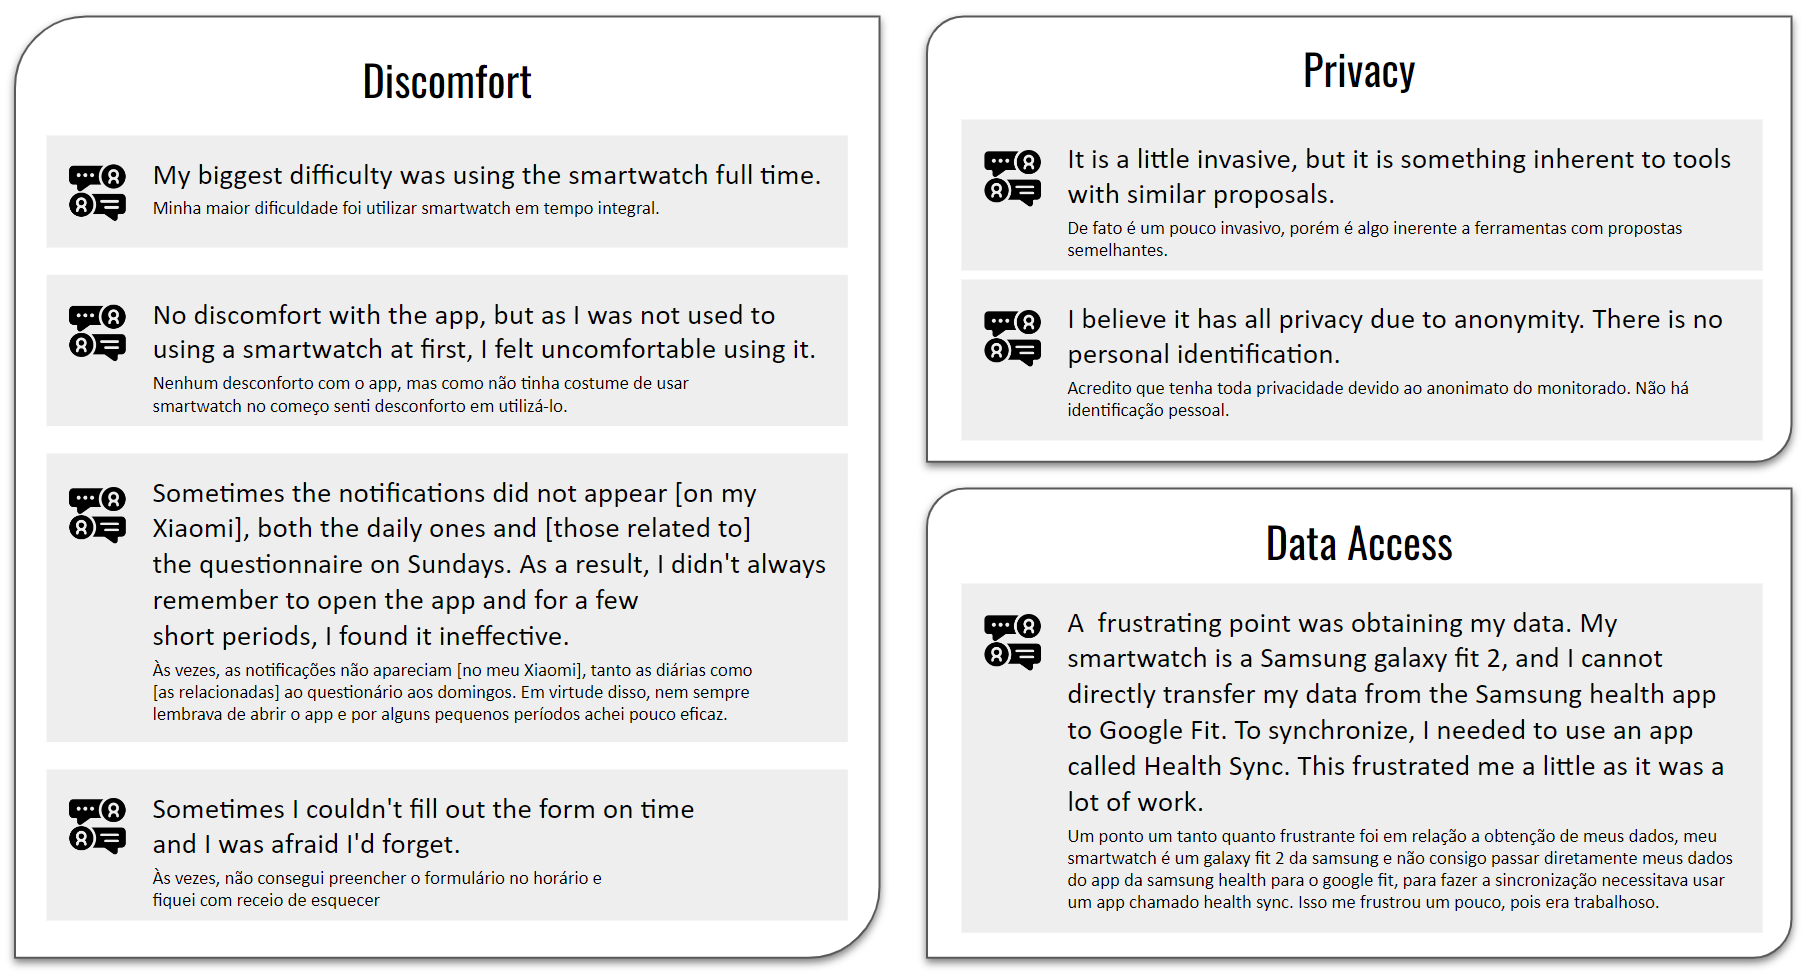 Discomfort
My biggest difficulty was using the smartwatch full time.
Minha maior dificuldade foi utilizar smartwatch em tempo integral.
No discomfort with the app, but as I was not used to
using a smartwatch at first, I felt uncomfortable using it.
Nenhum desconforto com o app, mas como não tinha costume de usar
smartwatch no começo senti desconforto em utilizá-lo.
Sometimes the notifications did not appear [on my
Xiaomi], both the daily ones and [those related to]
the questionnaire on Sundays. As a result, I didn't always
remember to open the app and for a few
short periods, I found it ineffective.
Às vezes, as notificações não apareciam [no meu Xiaomi], tanto as diárias como
[as relacionadas] ao questionário aos domingos. Em virtude disso, nem sempre
lembrava de abrir o app e por alguns pequenos períodos achei pouco eficaz.
Sometimes I couldn't fill out the form on time
and I was afraid I'd forget.
Às vezes, não consegui preencher o formulário no horário e
fiquei com receio de esquecer
Privacy
It is a little invasive, but it is something inherent to tools
with similar proposals.
De fato é um pouco invasivo, porém é algo inerente a ferramentas com propostas
semelhantes.
I believe it has all privacy due to anonymity. There is no
personal identification.
Acredito que tenha toda privacidade devido ao anonimato do monitorado. Não há
identificação pessoal.
Data Access
A  frustrating point was obtaining my data. My
smartwatch is a Samsung galaxy fit 2, and I cannot
directly transfer my data from the Samsung health app
to Google Fit. To synchronize, I needed to use an app
called Health Sync. This frustrated me a little as it was a
lot of work.
Um ponto um tanto quanto frustrante foi em relação a obtenção de meus dados, meu
smartwatch é um galaxy fit 2 da samsung e não consigo passar diretamente meus dados
do app da samsung health para o google fit, para fazer a sincronização necessitava usar
um app chamado health sync. Isso me frustrou um pouco, pois era trabalhoso.